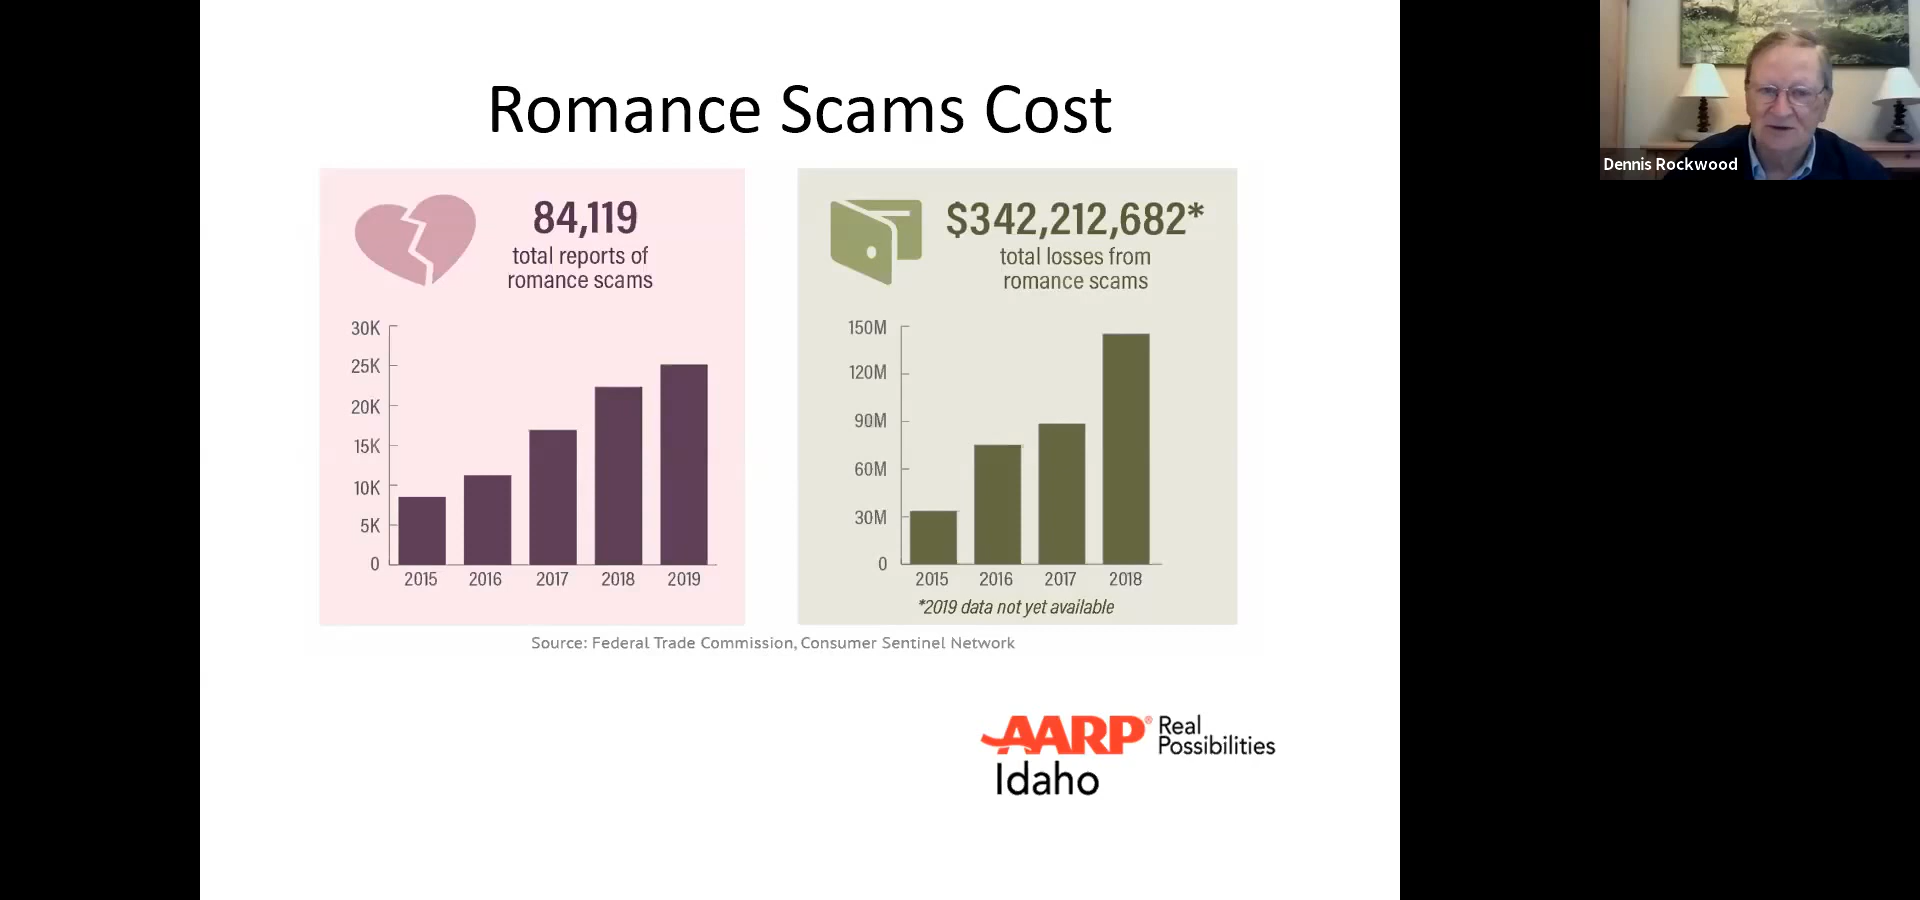 Romance Scams Cost
84,119
total reports of
romance scams
30K
25K
20K
15K
10K
5K
0
2015 2016 2017 2018 2019
$342,212,682*
total losses from
romance scams
150M
120M
90M
60M
30M
0
2015 2016 2017 2018
*2019 data not yet available
Source: Federal Trade Commission, Consumer Sentinel Network
AARP® Real
Possibilities
Idaho
Dennis Rockwood